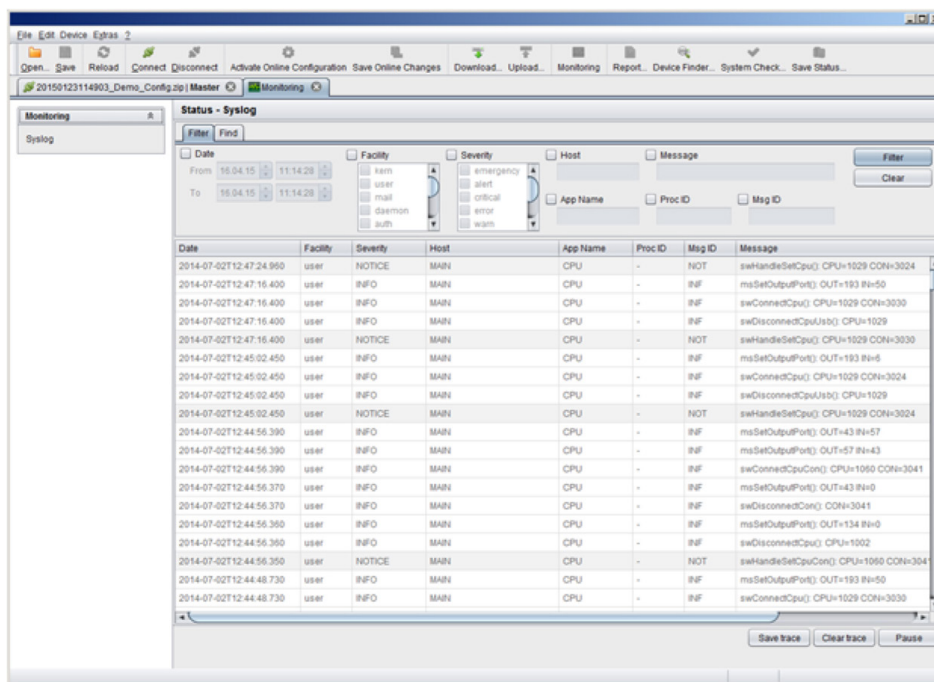 File Edit Device Extras ?
Open... Save Reload Connect Disconnect Activate Online Configuration Save Online Changes Download... Upload... Monitoring Report... Device Finder... System Check... Save Status...
20150123114903_Demo_Config.zip | Master Monitoring
Monitoring
Syslog
Status - Syslog
Filter Find
Date Facility Severity Host Message Filter
From 16.04.15 11:14:28 kern emergency
user alert Clear
To 16.04.15 11:14:28 mail critical App Name Proc ID Msg ID
daemon error
auth warn
Date Facility Severity Host App Name Proc ID Msg ID Message
2014-07-02T12:47:24.960 user NOTICE MAIN CPU - NOT swHandleSetCpu(): CPU=1029 CON=3024
2014-07-02T12:47:16.400 user INFO MAIN CPU - INF msSetOutputPort(): OUT=193 IN=50
2014-07-02T12:47:16.400 user INFO MAIN CPU - INF swConnectCpu(): CPU=1029 CON=3030
2014-07-02T12:47:16.400 user INFO MAIN CPU - INF swDisconnectCpuUsb(): CPU=1029
2014-07-02T12:47:16.400 user NOTICE MAIN CPU - NOT swHandleSetCpu(): CPU=1029 CON=3030
2014-07-02T12:45:02.450 user INFO MAIN CPU - INF msSetOutputPort(): OUT=193 IN=6
2014-07-02T12:45:02.450 user INFO MAIN CPU - INF swConnectCpu(): CPU=1029 CON=3024
2014-07-02T12:45:02.450 user INFO MAIN CPU - INF swDisconnectCpuUsb(): CPU=1029
2014-07-02T12:45:02.450 user NOTICE MAIN CPU - NOT swHandleSetCpu(): CPU=1029 CON=3024
2014-07-02T12:44:56.390 user INFO MAIN CPU - INF msSetOutputPort(): OUT=43 IN=57
2014-07-02T12:44:56.390 user INFO MAIN CPU - INF msSetOutputPort(): OUT=57 IN=43
2014-07-02T12:44:56.390 user INFO MAIN CPU - INF swConnectCpuCon(): CPU=1060 CON=3041
2014-07-02T12:44:56.370 user INFO MAIN CPU - INF msSetOutputPort(): OUT=43 IN=0
2014-07-02T12:44:56.370 user INFO MAIN CPU - INF swDisconnectCon(): CON=3041
2014-07-02T12:44:56.360 user INFO MAIN CPU - INF msSetOutputPort(): OUT=134 IN=0
2014-07-02T12:44:56.360 user INFO MAIN CPU - INF swDisconnectCpu(): CPU=1002
2014-07-02T12:44:56.350 user NOTICE MAIN CPU - NOT swHandleSetCpuCon(): CPU=1060 CON=3041
2014-07-02T12:44:48.730 user INFO MAIN CPU - INF msSetOutputPort(): OUT=193 IN=50
2014-07-02T12:44:48.730 user INFO MAIN CPU - INF swConnectCpu(): CPU=1029 CON=3030
Save trace Clear trace Pause